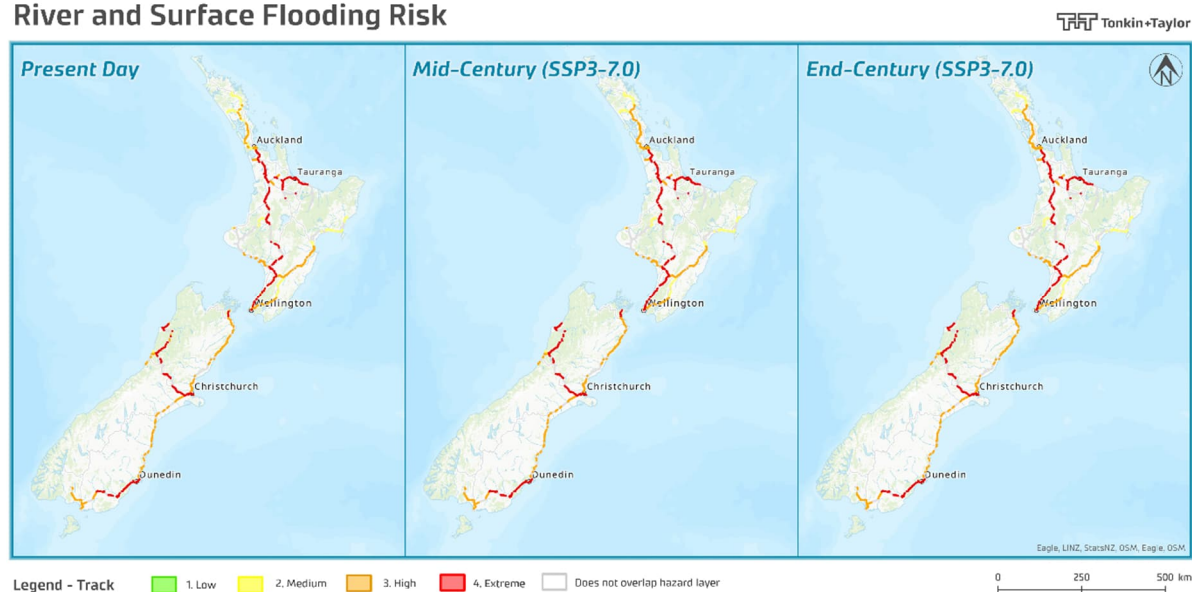 River and Surface Flooding Risk
Tonkin+Taylor
Present Day
Mid-Century (SSP3-7.0)
End-Century (SSP3-7.0)
N
Auckland
Tauranga
Wellington
Christchurch
Dunedin
Auckland
Tauranga
Wellington
Christchurch
Dunedin
Auckland
Tauranga
Wellington
Christchurch
Dunedin
Eagle, LINZ, StatsNZ, OSM, Eagle, OSM
Legend - Track
1. Low
2. Medium
3. High
4. Extreme
Does not overlap hazard layer
0 250 500 km